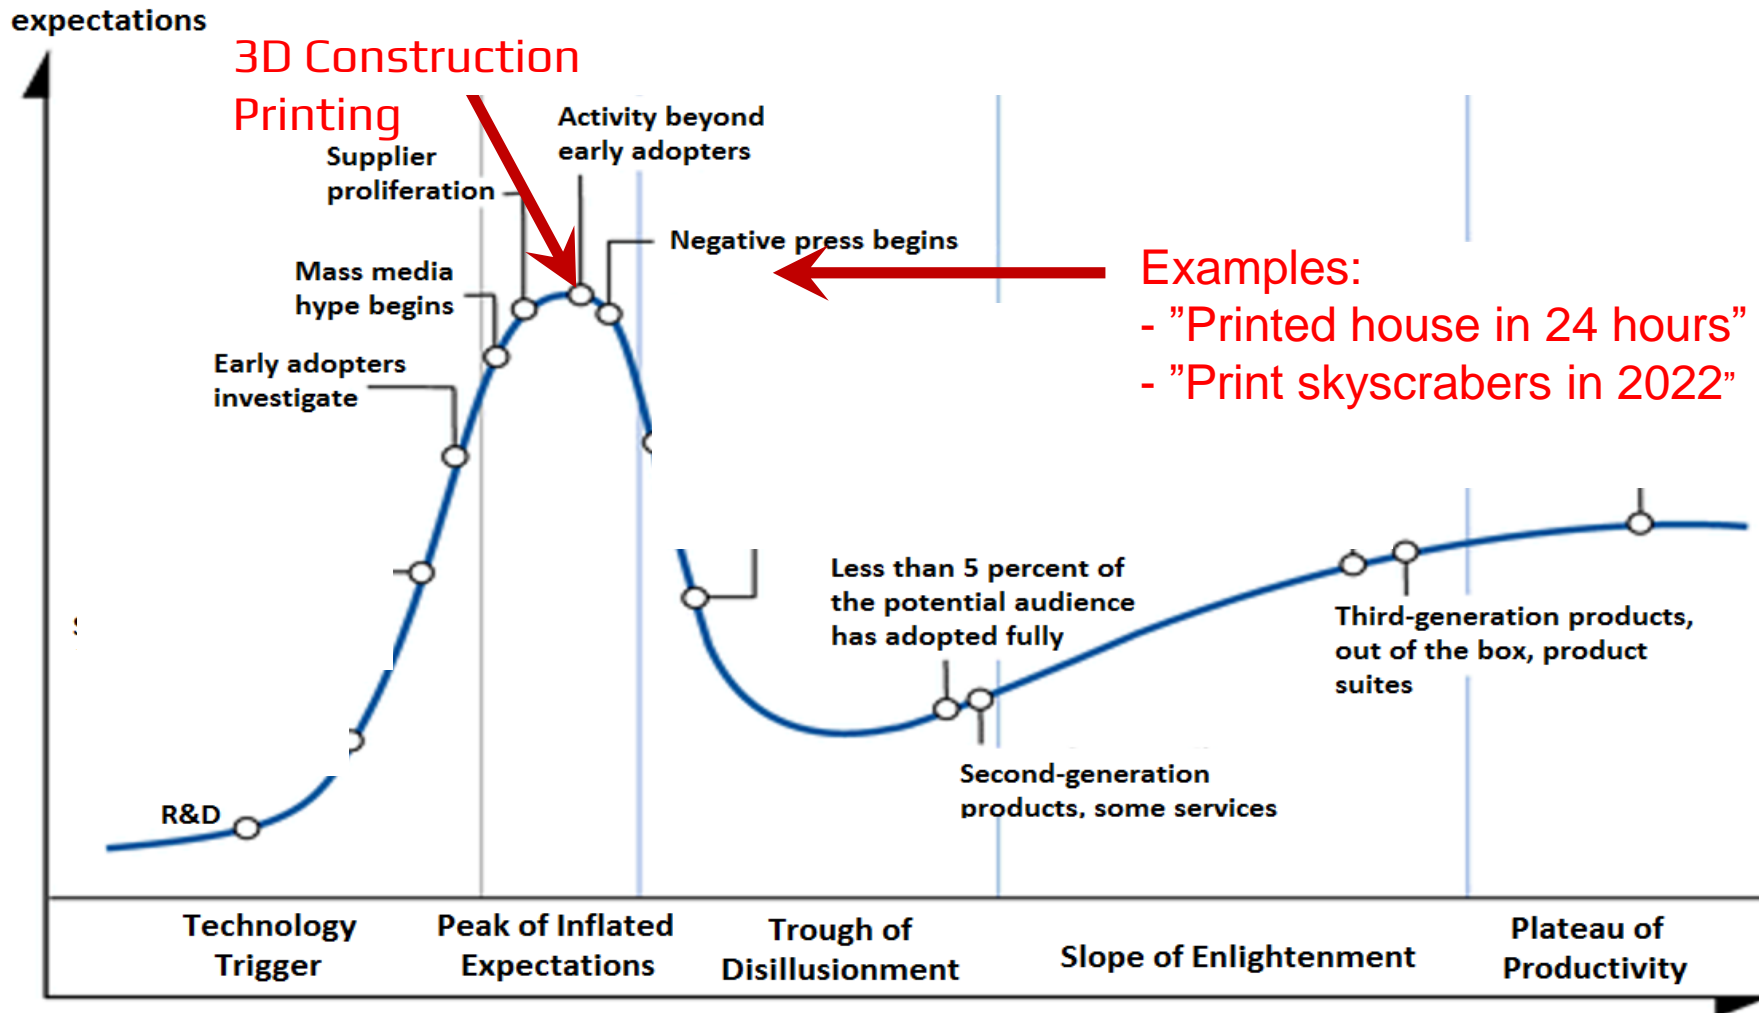 expectations
3D Construction
Printing
Activity beyond
early adopters
Supplier
proliferation
Negative press begins
Mass media
hype begins
Examples:
- ”Printed house in 24 hours”
- ”Print skyscrabers in 2022”
Early adopters
investigate
Less than 5 percent of
the potential audience
has adopted fully
Third-generation products,
out of the box, product
suites
Second-generation
products, some services
R&D
Technology
Trigger
Peak of Inflated
Expectations
Trough of
Disillusionment
Slope of Enlightenment
Plateau of
Productivity